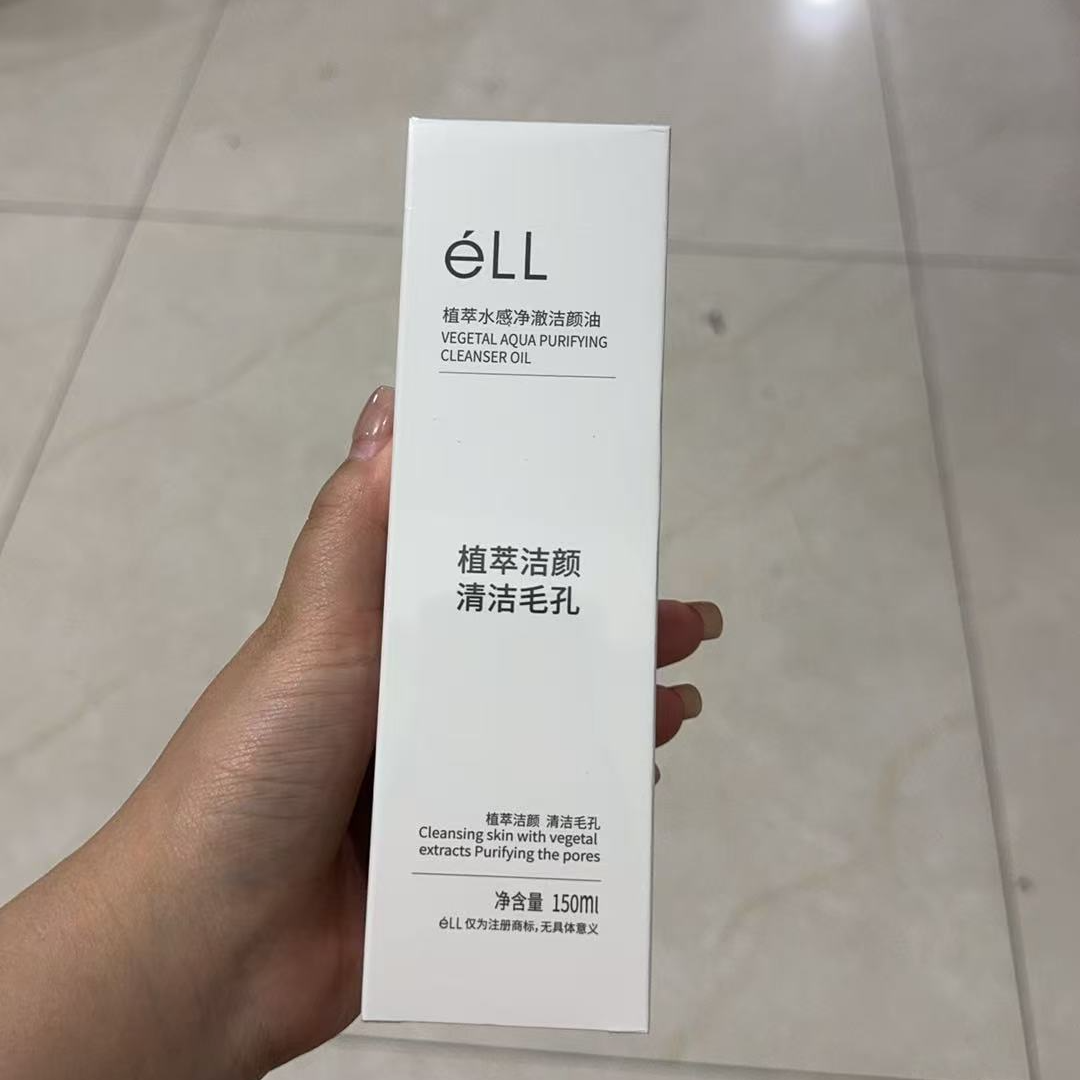 éLL
植萃水感净澈洁颜油
VEGETAL AQUA PURIFYING
CLEANSER OIL
植萃洁颜
清洁毛孔
植萃洁颜 清洁毛孔
Cleansing skin with vegetal
extracts Purifying the pores
净含量 150ml
éLL 仅为注册商标,无具体意义